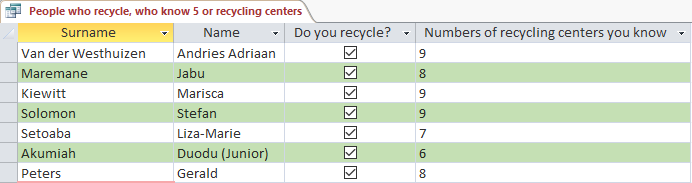 People who recycle, who know 5 or recycling centers
Surname Name Do you recycle? Numbers of recycling centers you know
Van der Westhuizen Andries Adriaan 9
Maremane Jabu 8
Kiewitt Marisca 9
Solomon Stefan 9
Setoaba Liza-Marie 7
Akumiah Duodu (Junior) 6
Peters Gerald 8